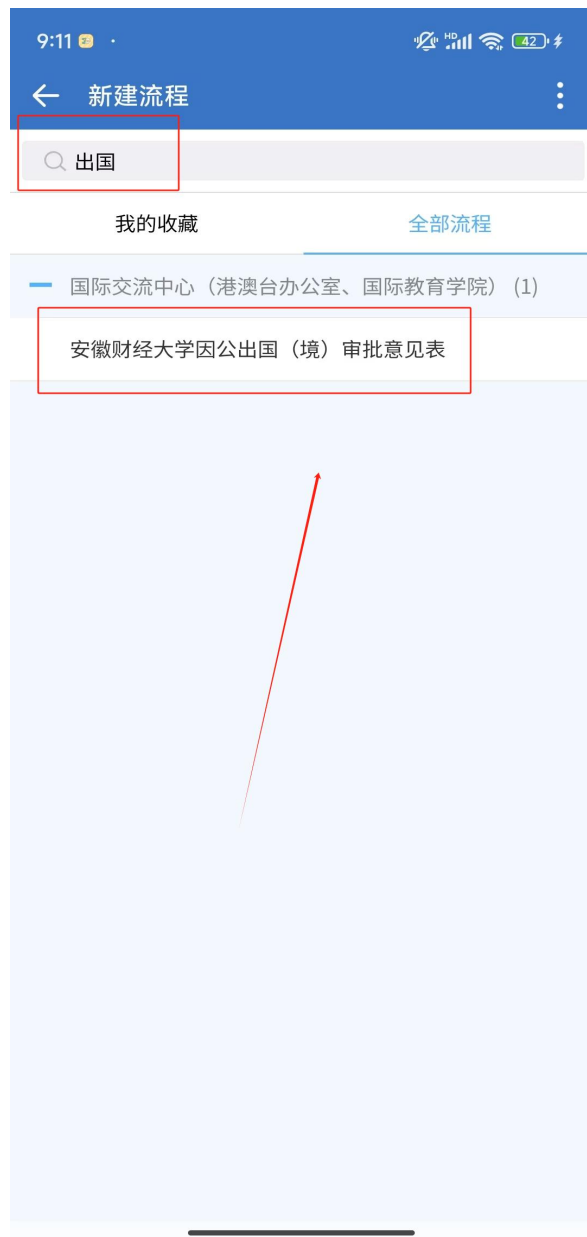 9:11
HD
42
新建流程
出国
我的收藏
全部流程
国际交流中心（港澳台办公室、国际教育学院） (1)
安徽财经大学因公出国（境）审批意见表